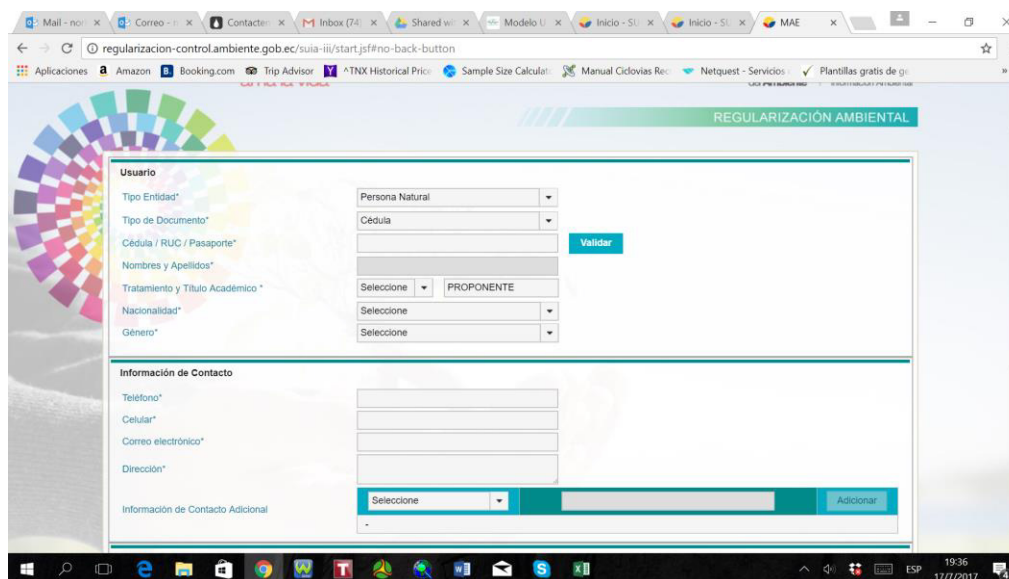 Mail - nor
Correo - n
Contacter
M Inbox (74)
Shared wi
Modelo U
Inicio - SU
Inicio - SU
MAE
regularizacion-control.ambiente.gob.ec/suia-iii/start.jsf#no-back-button
Aplicaciones
Amazon
Booking.com
Trip Advisor
^TNX Historical Price
Sample Size Calculat
Manual Ciclovias Rec
Netquest - Servicios
Plantillas gratis de ge
»
REGULARIZACIÓN AMBIENTAL
Usuario
Tipo Entidad* Persona Natural
Tipo de Documento* Cédula
Cédula / RUC / Pasaporte* Validar
Nombres y Apellidos*
Tratamiento y Título Académico * Seleccione PROPONENTE
Nacionalidad* Seleccione
Género* Seleccione
Información de Contacto
Teléfono*
Celular*
Correo electrónico*
Dirección*
Información de Contacto Adicional Seleccione Adicionar
-
ESP
19:36
17/7/2017